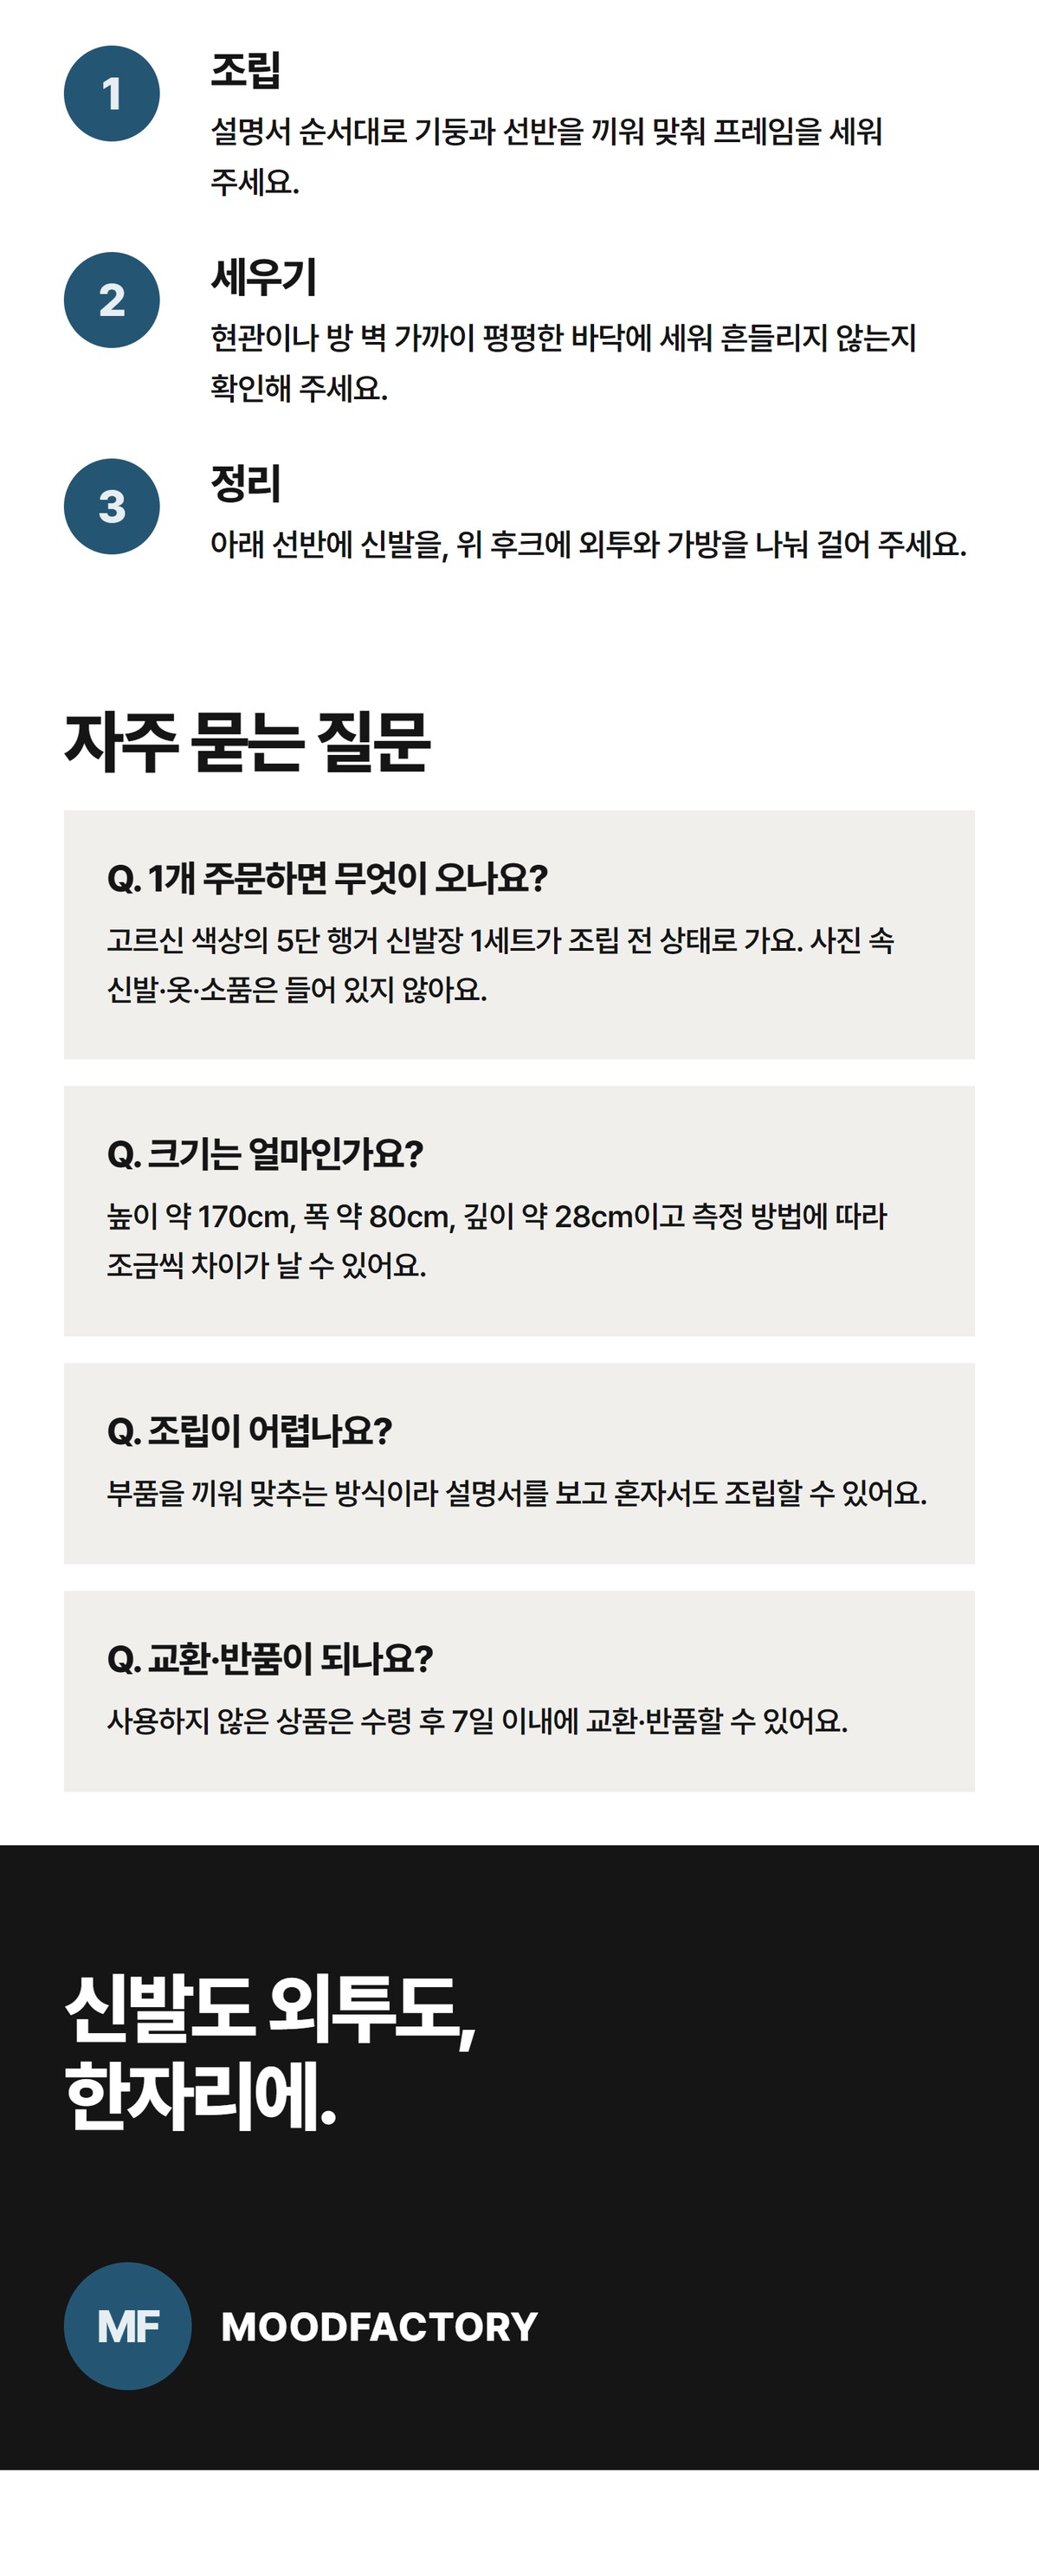 1
조립
설명서 순서대로 기둥과 선반을 끼워 맞춰 프레임을 세워
주세요.
2
세우기
현관이나 방 벽 가까이 평평한 바닥에 세워 흔들리지 않는지
확인해 주세요.
3
정리
아래 선반에 신발을, 위 후크에 외투와 가방을 나눠 걸어 주세요.
자주 묻는 질문
Q. 1개 주문하면 무엇이 오나요?
고르신 색상의 5단 행거 신발장 1세트가 조립 전 상태로 가요. 사진 속
신발·옷·소품은 들어 있지 않아요.
Q. 크기는 얼마인가요?
높이 약 170cm, 폭 약 80cm, 깊이 약 28cm이고 측정 방법에 따라
조금씩 차이가 날 수 있어요.
Q. 조립이 어렵나요?
부품을 끼워 맞추는 방식이라 설명서를 보고 혼자서도 조립할 수 있어요.
Q. 교환·반품이 되나요?
사용하지 않은 상품은 수령 후 7일 이내에 교환·반품할 수 있어요.
신발도 외투도,
한자리에.
MF
MOODFACTORY